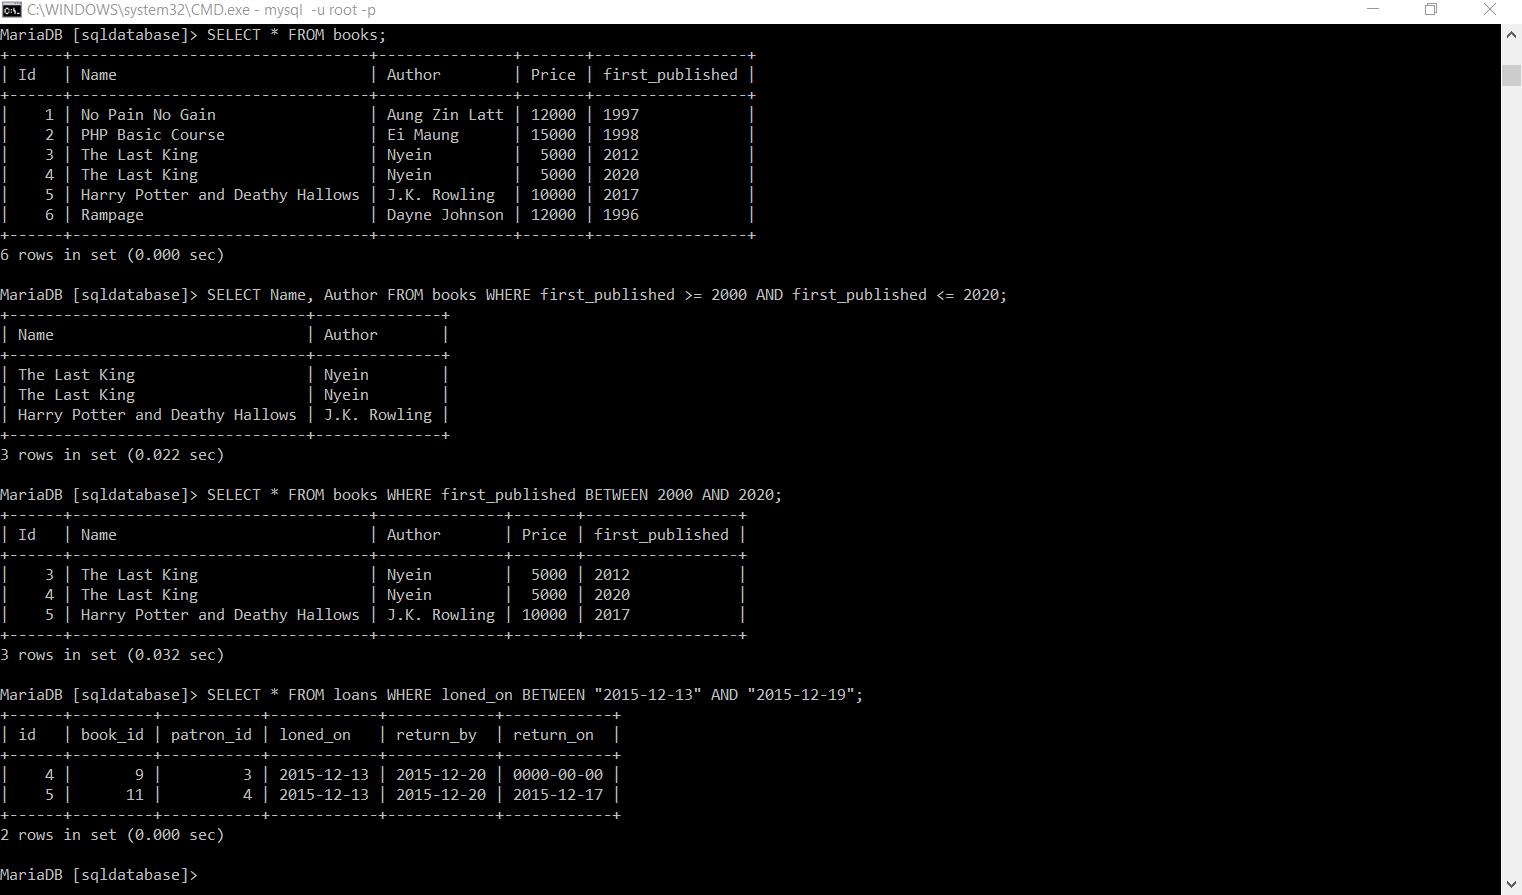 C:\WINDOWS\system32\CMD.exe - mysql  -u root -p
MariaDB [sqldatabase]> SELECT * FROM books;
+------+---------------------------------+---------------+-------+-----------------+
| Id   | Name                            | Author        | Price | first_published |
+------+---------------------------------+---------------+-------+-----------------+
|    1 | No Pain No Gain                 | Aung Zin Latt | 12000 | 1997            |
|    2 | PHP Basic Course                | Ei Maung      | 15000 | 1998            |
|    3 | The Last King                   | Nyein         |  5000 | 2012            |
|    4 | The Last King                   | Nyein         |  5000 | 2020            |
|    5 | Harry Potter and Deathy Hallows | J.K. Rowling  | 10000 | 2017            |
|    6 | Rampage                         | Dayne Johnson | 12000 | 1996            |
+------+---------------------------------+---------------+-------+-----------------+
6 rows in set (0.000 sec)
MariaDB [sqldatabase]> SELECT Name, Author FROM books WHERE first_published >= 2000 AND first_published <= 2020;
+---------------------------------+--------------+
| Name                            | Author       |
+---------------------------------+--------------+
| The Last King                   | Nyein        |
| The Last King                   | Nyein        |
| Harry Potter and Deathy Hallows | J.K. Rowling |
+---------------------------------+--------------+
3 rows in set (0.022 sec)
MariaDB [sqldatabase]> SELECT * FROM books WHERE first_published BETWEEN 2000 AND 2020;
+------+---------------------------------+--------------+-------+-----------------+
| Id   | Name                            | Author       | Price | first_published |
+------+---------------------------------+--------------+-------+-----------------+
|    3 | The Last King                   | Nyein        |  5000 | 2012            |
|    4 | The Last King                   | Nyein        |  5000 | 2020            |
|    5 | Harry Potter and Deathy Hallows | J.K. Rowling | 10000 | 2017            |
+------+---------------------------------+--------------+-------+-----------------+
3 rows in set (0.032 sec)
MariaDB [sqldatabase]> SELECT * FROM loans WHERE loned_on BETWEEN "2015-12-13" AND "2015-12-19";
+------+---------+-----------+------------+------------+------------+
| id   | book_id | patron_id | loned_on   | return_by  | return_on  |
+------+---------+-----------+------------+------------+------------+
|    4 |       9 |         3 | 2015-12-13 | 2015-12-20 | 0000-00-00 |
|    5 |      11 |         4 | 2015-12-13 | 2015-12-20 | 2015-12-17 |
+------+---------+-----------+------------+------------+------------+
2 rows in set (0.000 sec)
MariaDB [sqldatabase]>